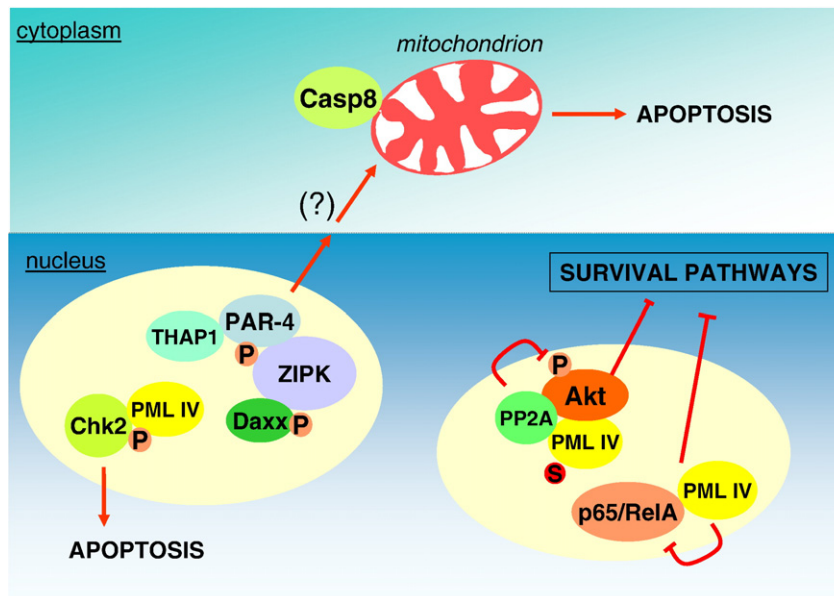 cytoplasm
mitochondrion
Casp8
APOPTOSIS
(?)
nucleus
SURVIVAL PATHWAYS
PAR-4
THAP1
P
ZIPK
PML IV
Chk2
P
Daxx
P
APOPTOSIS
P
Akt
PP2A
PML IV
S
PML IV
p65/RelA